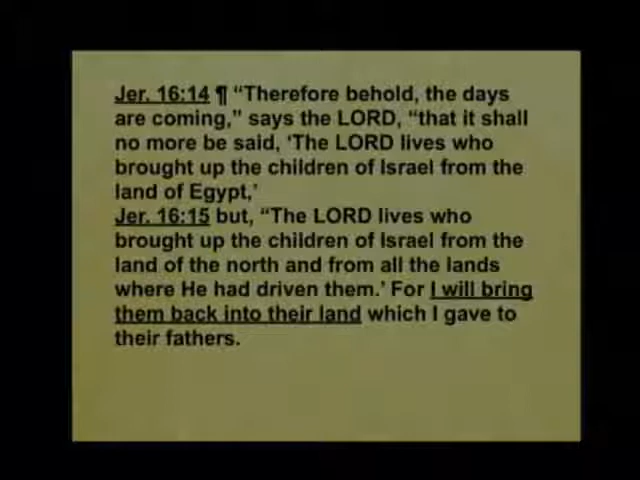 Jer. 16:14 ¶ “Therefore behold, the days
are coming,” says the LORD, “that it shall
no more be said, ‘The LORD lives who
brought up the children of Israel from the
land of Egypt,’
Jer. 16:15 but, “The LORD lives who
brought up the children of Israel from the
land of the north and from all the lands
where He had driven them.’ For I will bring
them back into their land which I gave to
their fathers.